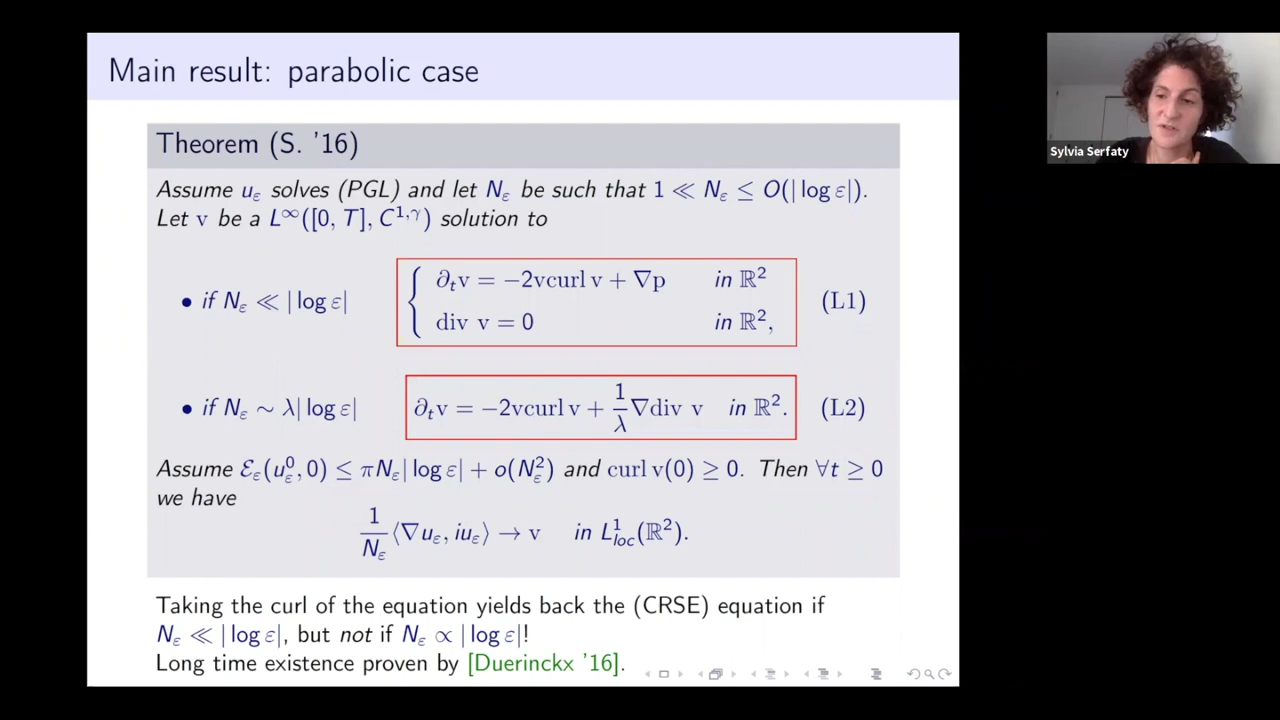 Main result: parabolic case
Theorem (S. '16)
Assume u_ε solves (PGL) and let N_ε be such that 1 ≪ N_ε ≤ O(| log ε|).
Let v be a L^∞([0, T], C^{1,γ}) solution to
• if N_ε ≪ | log ε| { ∂_t v = −2vcurl v + ∇p in ℝ² (L1)
div v = 0 in ℝ²,
• if N_ε ∼ λ| log ε| ∂_t v = −2vcurl v + 1/λ ∇div v in ℝ². (L2)
Assume ℰ_ε(u_ε^0, 0) ≤ πN_ε| log ε| + o(N_ε^2) and curl v(0) ≥ 0. Then ∀t ≥ 0
we have
1/N_ε ⟨∇u_ε, iu_ε⟩ → v in L^1_{loc}(ℝ²).
Taking the curl of the equation yields back the (CRSE) equation if
N_ε ≪ | log ε|, but not if N_ε ∝ | log ε|!
Long time existence proven by [Duerinckx '16].
Sylvia Serfaty